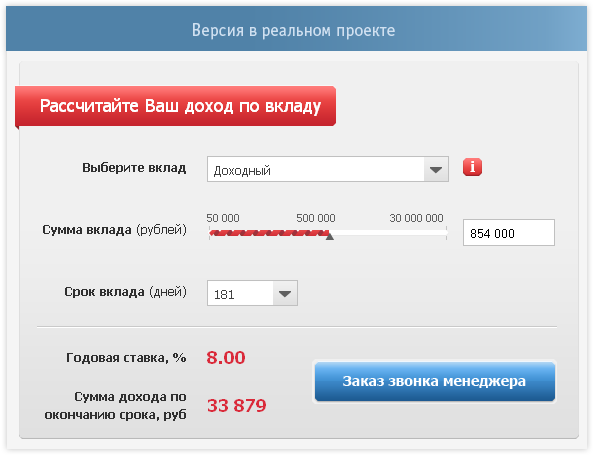 Версия в реальном проекте
Рассчитайте Ваш доход по вкладу
Выберите вклад
Доходный
i
50 000 500 000 30 000 000
Сумма вклада (рублей)
854 000
Срок вклада (дней)
181
Годовая ставка, %
8.00
Заказ звонка менеджера
Сумма дохода по
окончанию срока, руб
33 879